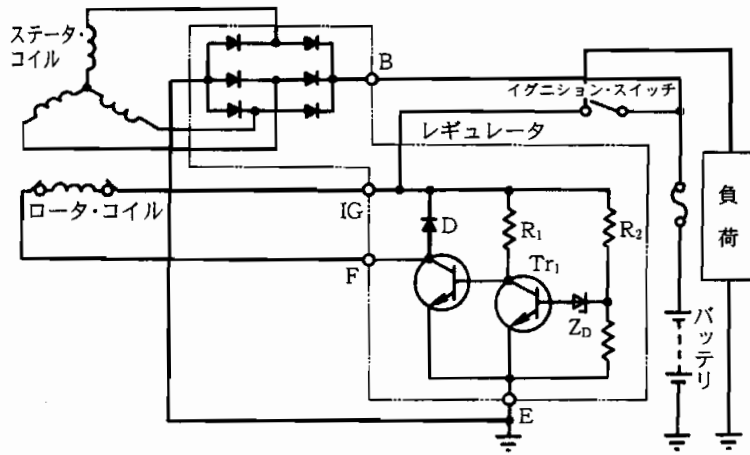 ステータ・
コイル
B
イグニション・スイッチ
レギュレータ
ロータ・コイル
IG
D
R1
R2
負荷
F
Tr1
ZD
バッテリ
E